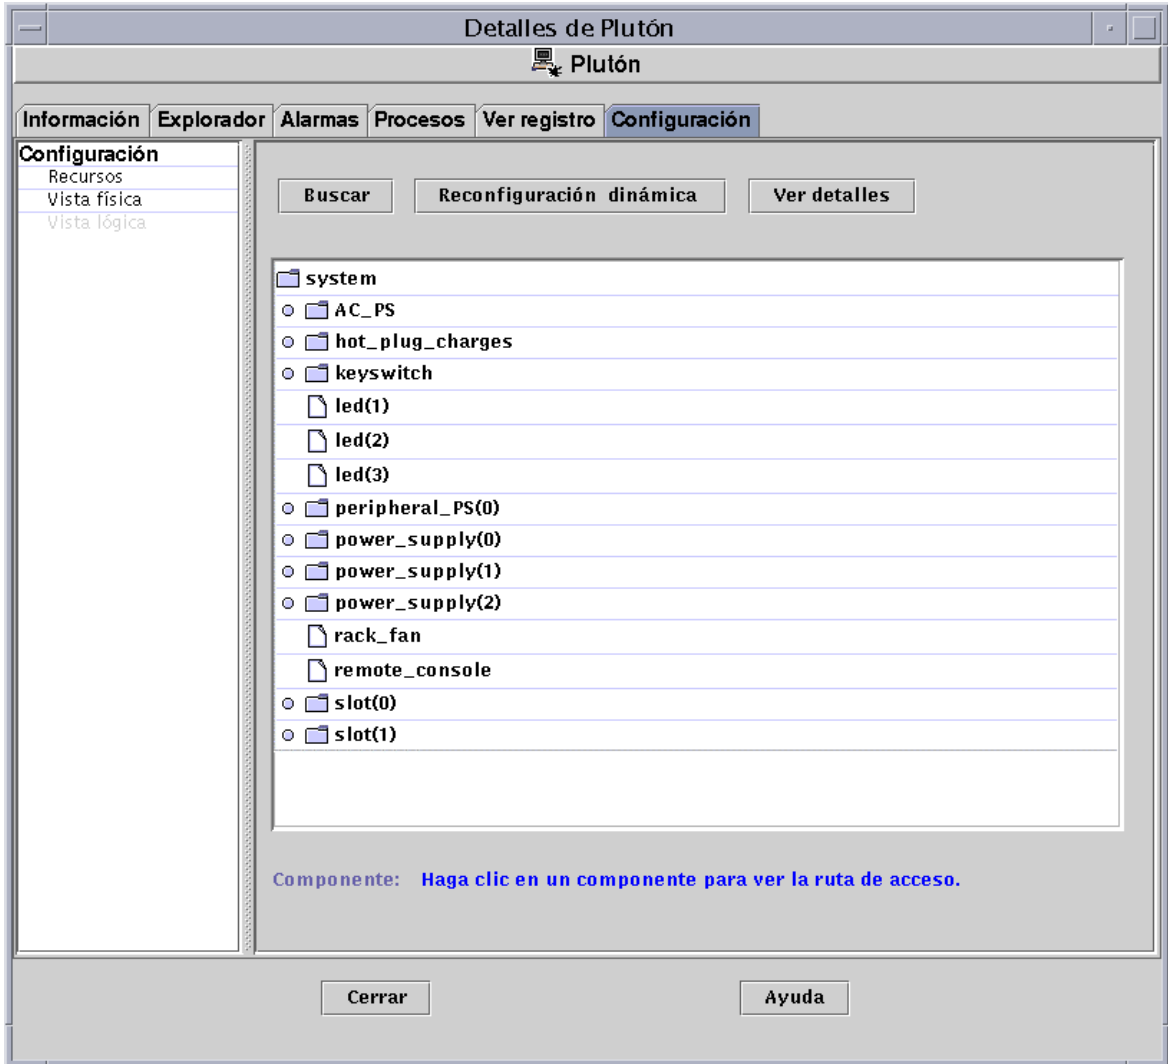 Detalles de Plutón
Plutón
Información Explorador Alarmas Procesos Ver registro Configuración
Configuración
Recursos
Vista física
Vista lógica
Buscar Reconfiguración dinámica Ver detalles
system
AC_PS
hot_plug_charges
keyswitch
led(1)
led(2)
led(3)
peripheral_PS(0)
power_supply(0)
power_supply(1)
power_supply(2)
rack_fan
remote_console
slot(0)
slot(1)
Componente: Haga clic en un componente para ver la ruta de acceso.
Cerrar Ayuda